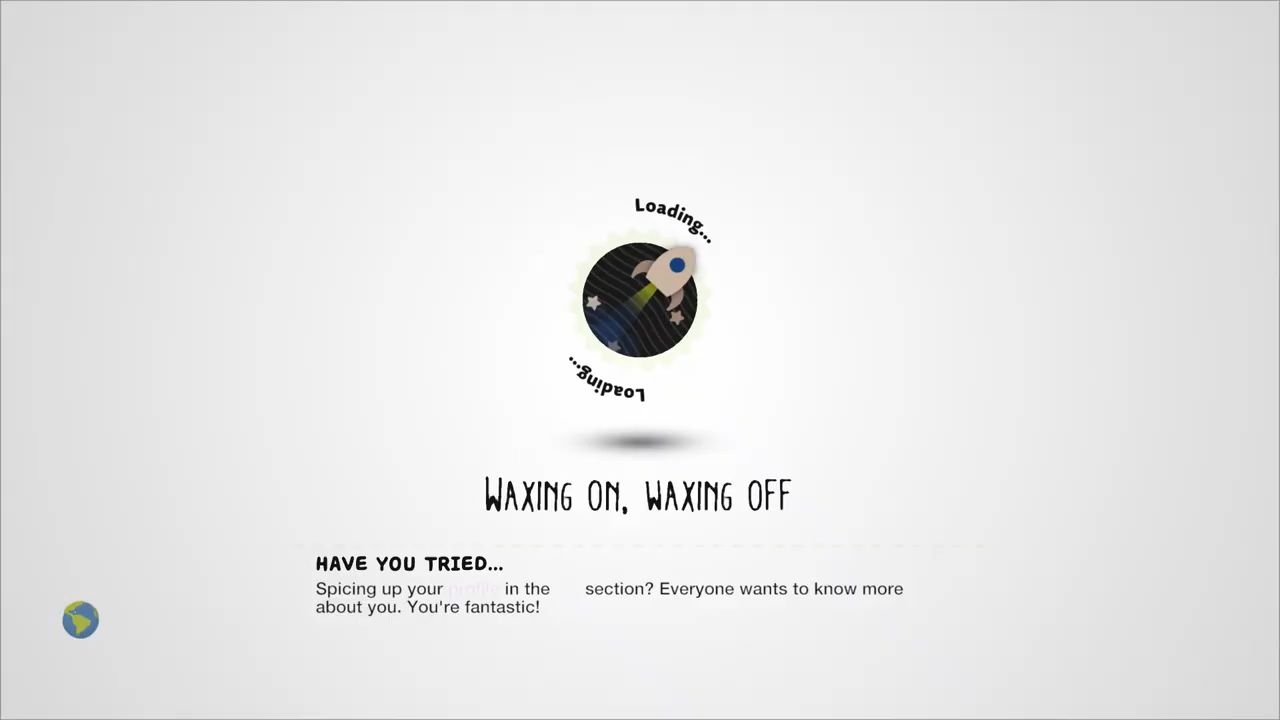 Loading...
Loading...
Waxing on, waxing off
Have you tried...
Spicing up your profile in the section? Everyone wants to know more
about you. You're fantastic!